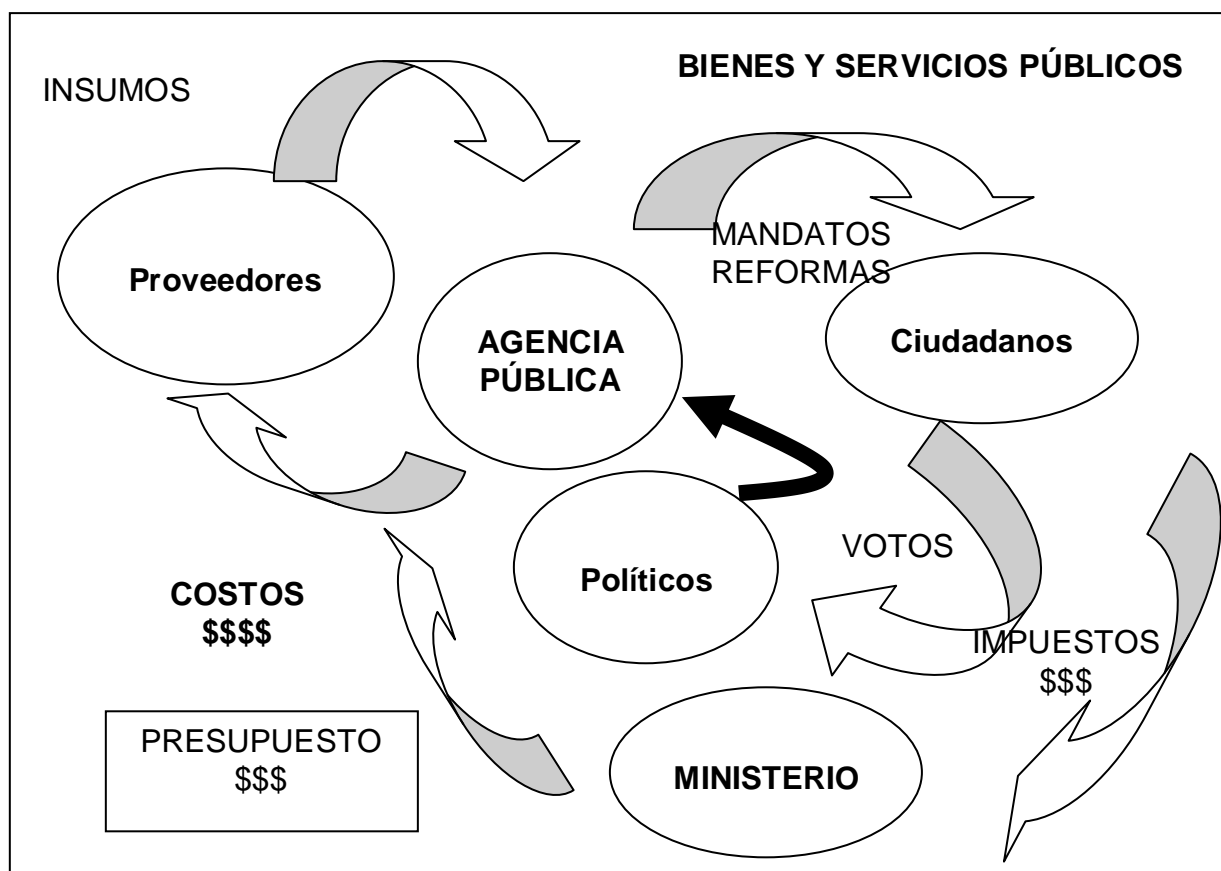 BIENES Y SERVICIOS PÚBLICOS
INSUMOS
MANDATOS
REFORMAS
Proveedores
AGENCIA
PÚBLICA
Ciudadanos
VOTOS
Políticos
COSTOS
$$$$
IMPUESTOS
$$$
PRESUPUESTO
$$$
MINISTERIO